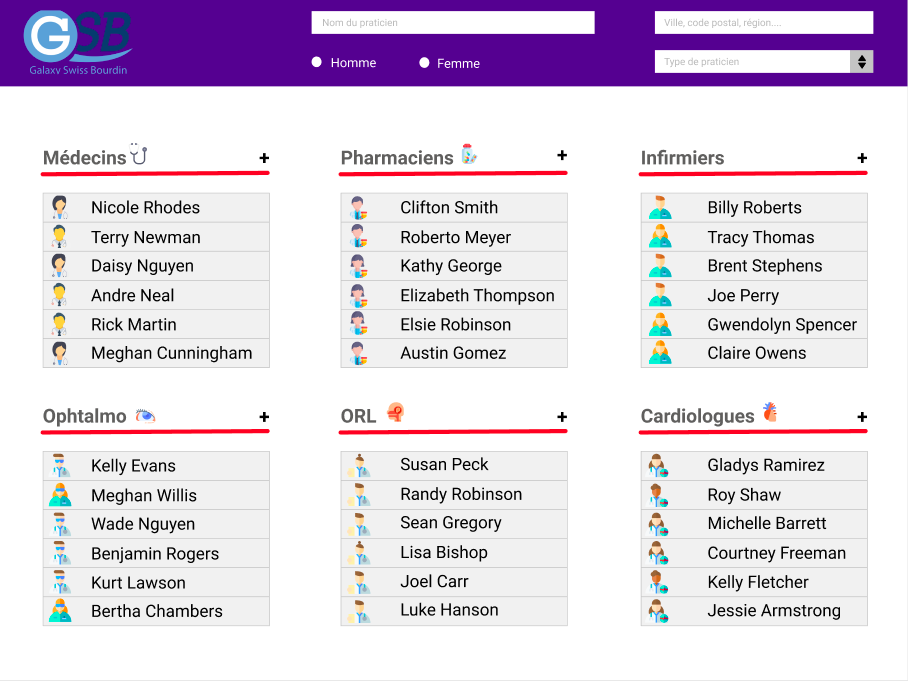 GSB
Galaxy Swiss Bourdin
Nom du praticien
Ville, code postal, région....
Homme
Femme
Type de praticien
Médecins +
Nicole Rhodes
Terry Newman
Daisy Nguyen
Andre Neal
Rick Martin
Meghan Cunningham
Pharmaciens +
Clifton Smith
Roberto Meyer
Kathy George
Elizabeth Thompson
Elsie Robinson
Austin Gomez
Infirmiers +
Billy Roberts
Tracy Thomas
Brent Stephens
Joe Perry
Gwendolyn Spencer
Claire Owens
Ophtalmo +
Kelly Evans
Meghan Willis
Wade Nguyen
Benjamin Rogers
Kurt Lawson
Bertha Chambers
ORL +
Susan Peck
Randy Robinson
Sean Gregory
Lisa Bishop
Joel Carr
Luke Hanson
Cardiologues +
Gladys Ramirez
Roy Shaw
Michelle Barrett
Courtney Freeman
Kelly Fletcher
Jessie Armstrong